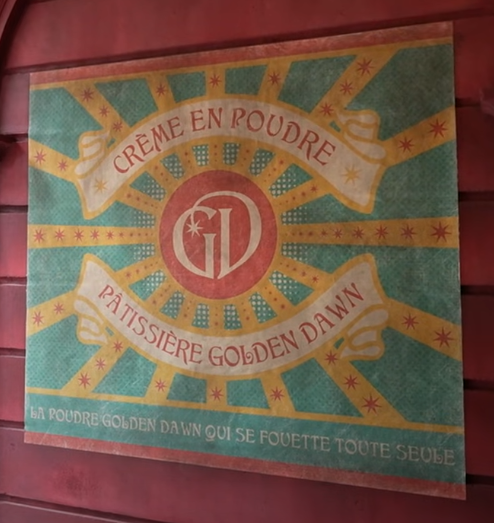 CRÈME EN POUDRE
GD
PÂTISSIÈRE GOLDEN DAWN
LA POUDRE GOLDEN DAWN QUI SE FOUETTE TOUTE SEULE